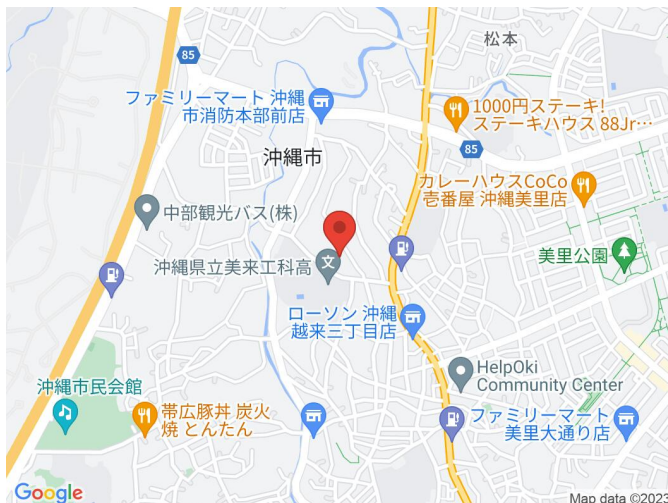 松本
85
ファミリーマート 沖縄
市消防本部前店
1000円ステーキ!
ステーキハウス 88Jr…
沖縄市
85
カレーハウスCoCo
壱番屋 沖縄美里店
中部観光バス(株)
美里公園
文
沖縄県立美来工科高
ローソン 沖縄
越来三丁目店
HelpOki
Community Center
沖縄市民会館
帯広豚丼 炭火
焼 とんたん
ファミリーマート
美里大通り店
Google
Map data ©2023